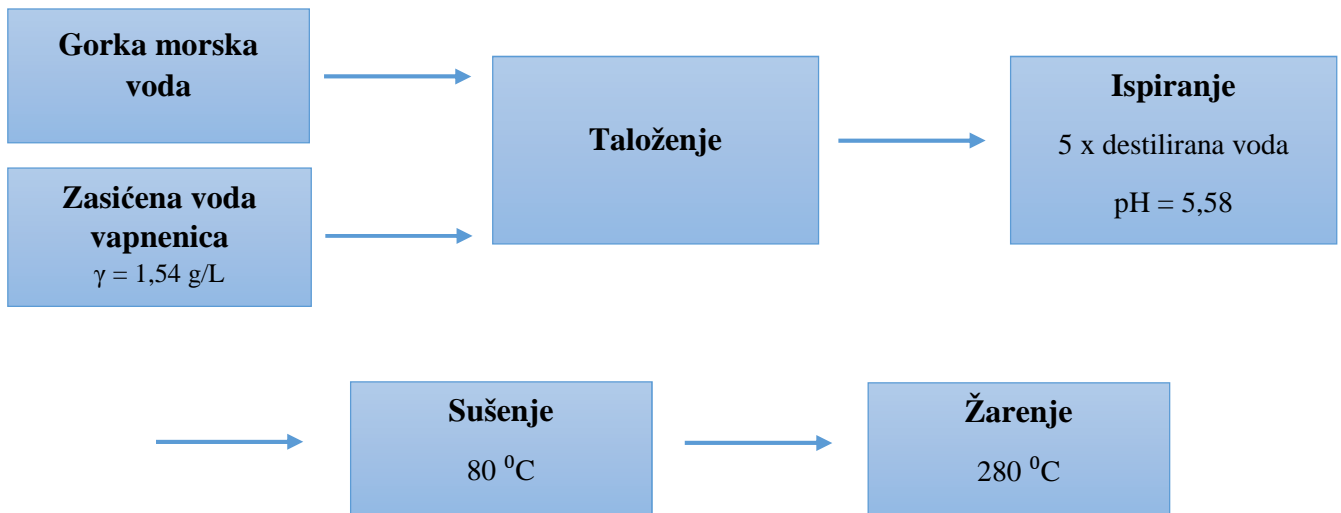 Gorka morska
voda
Zasićena voda
vapnenica
γ = 1,54 g/L
Taloženje
Ispiranje
5 x destilirana voda
pH = 5,58
Sušenje
80 ⁰C
Žarenje
280 ⁰C